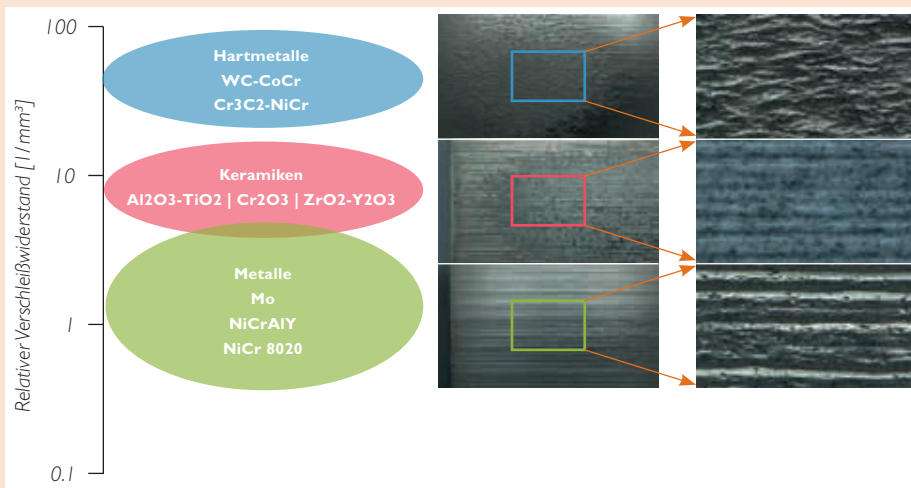 Relativer Verschleißwiderstand [1/mm³]
100
10
1
0.1
Hartmetalle
WC-CoCr
Cr3C2-NiCr
Keramiken
Al2O3-TiO2 | Cr2O3 | ZrO2-Y2O3
Metalle
Mo
NiCrAlY
NiCr 8020